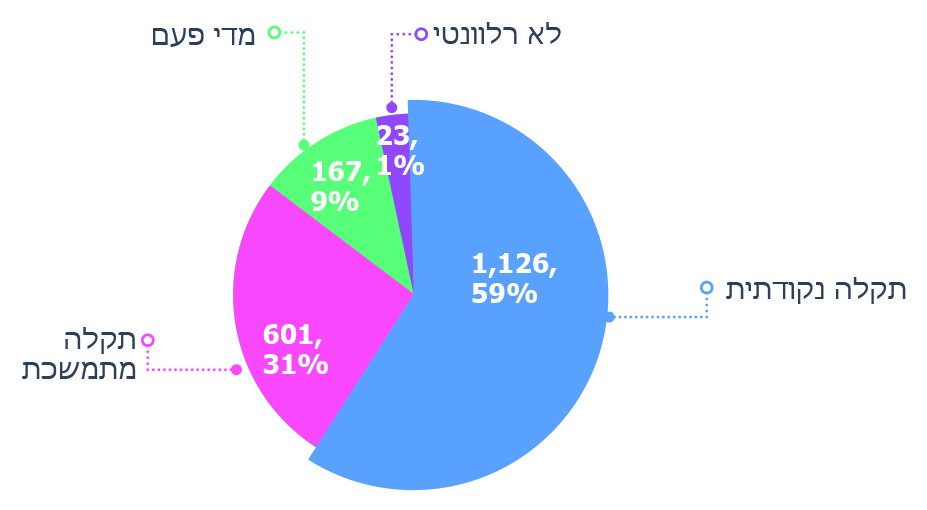 לא רלוונטי
מדי פעם
23,
1%
167,
9%
1,126,
59%
תקלה נקודתית
601,
31%
תקלה
מתמשכת